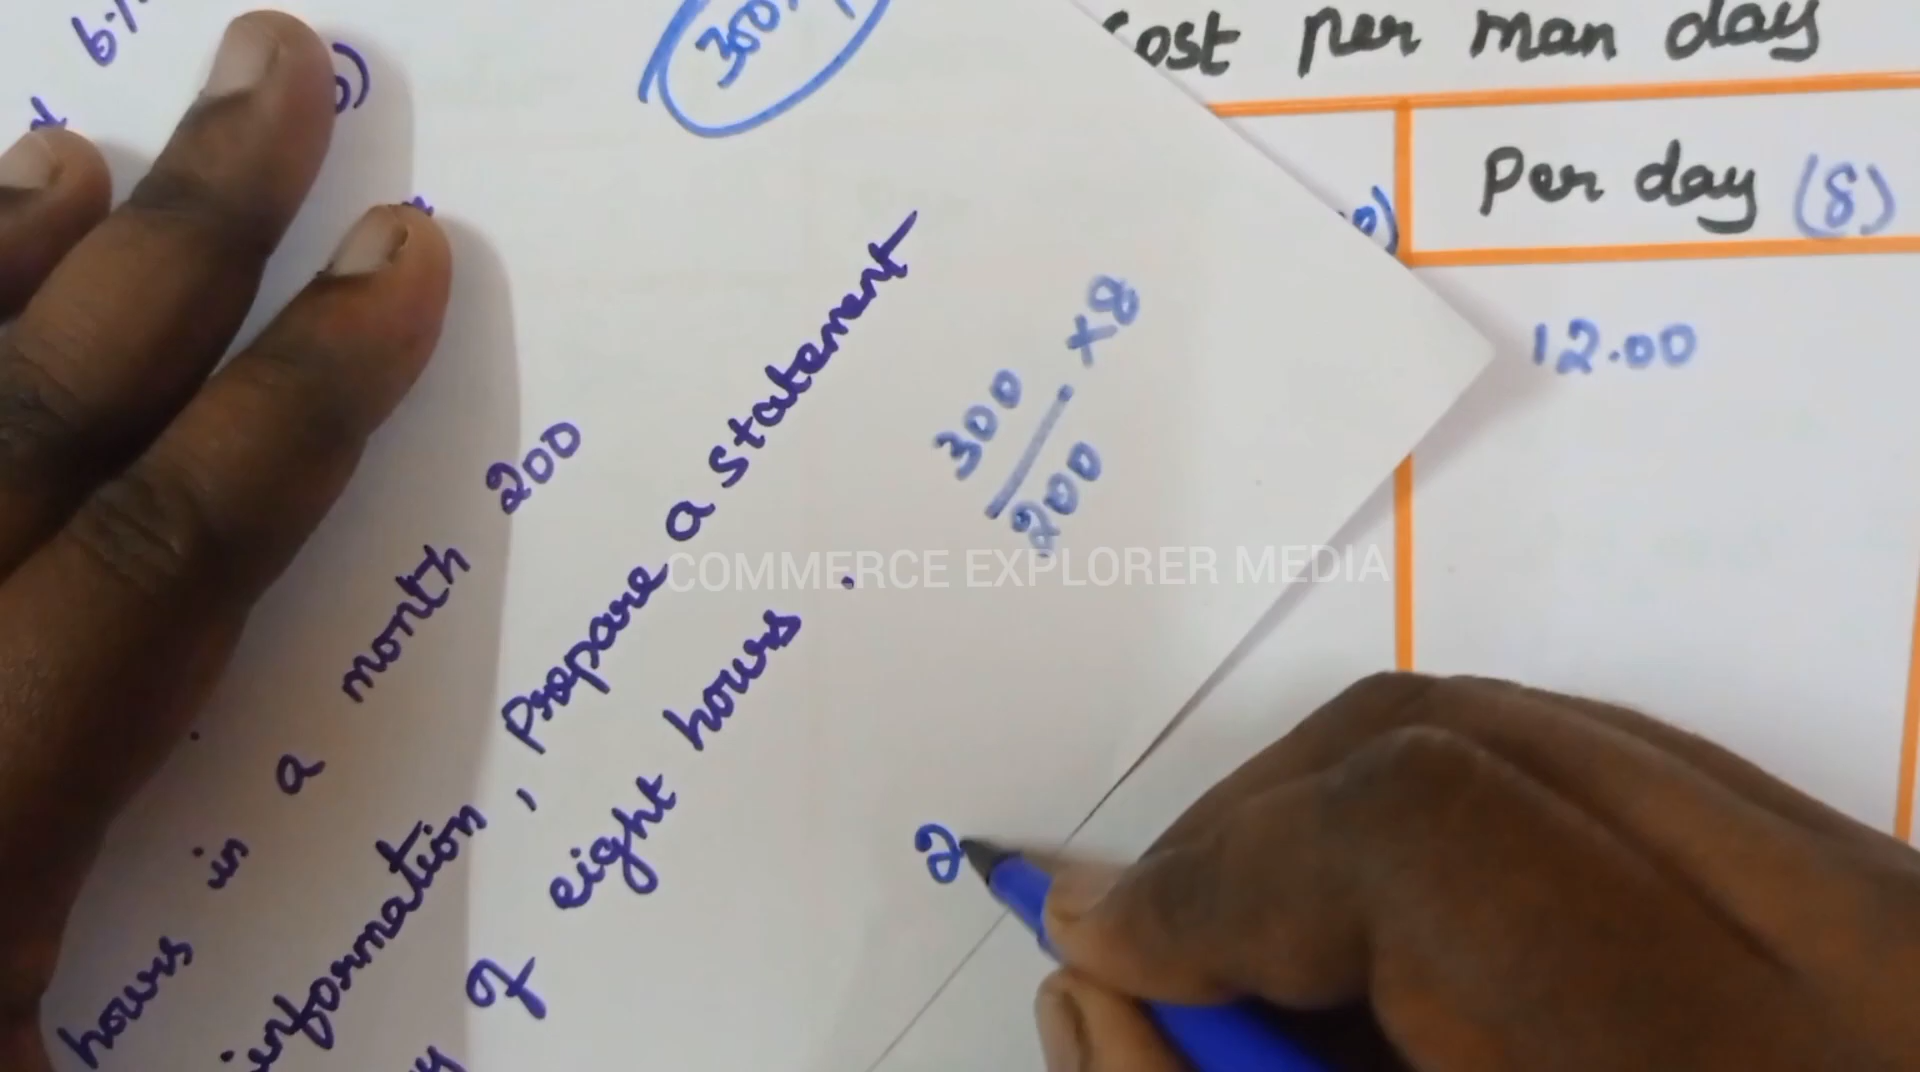 Cost per man day
Per day (8)
12.00
300
hours in a month 200
information, prepare a statement
of eight hours.
300
200
×8
2
COMMERCE EXPLORER MEDIA